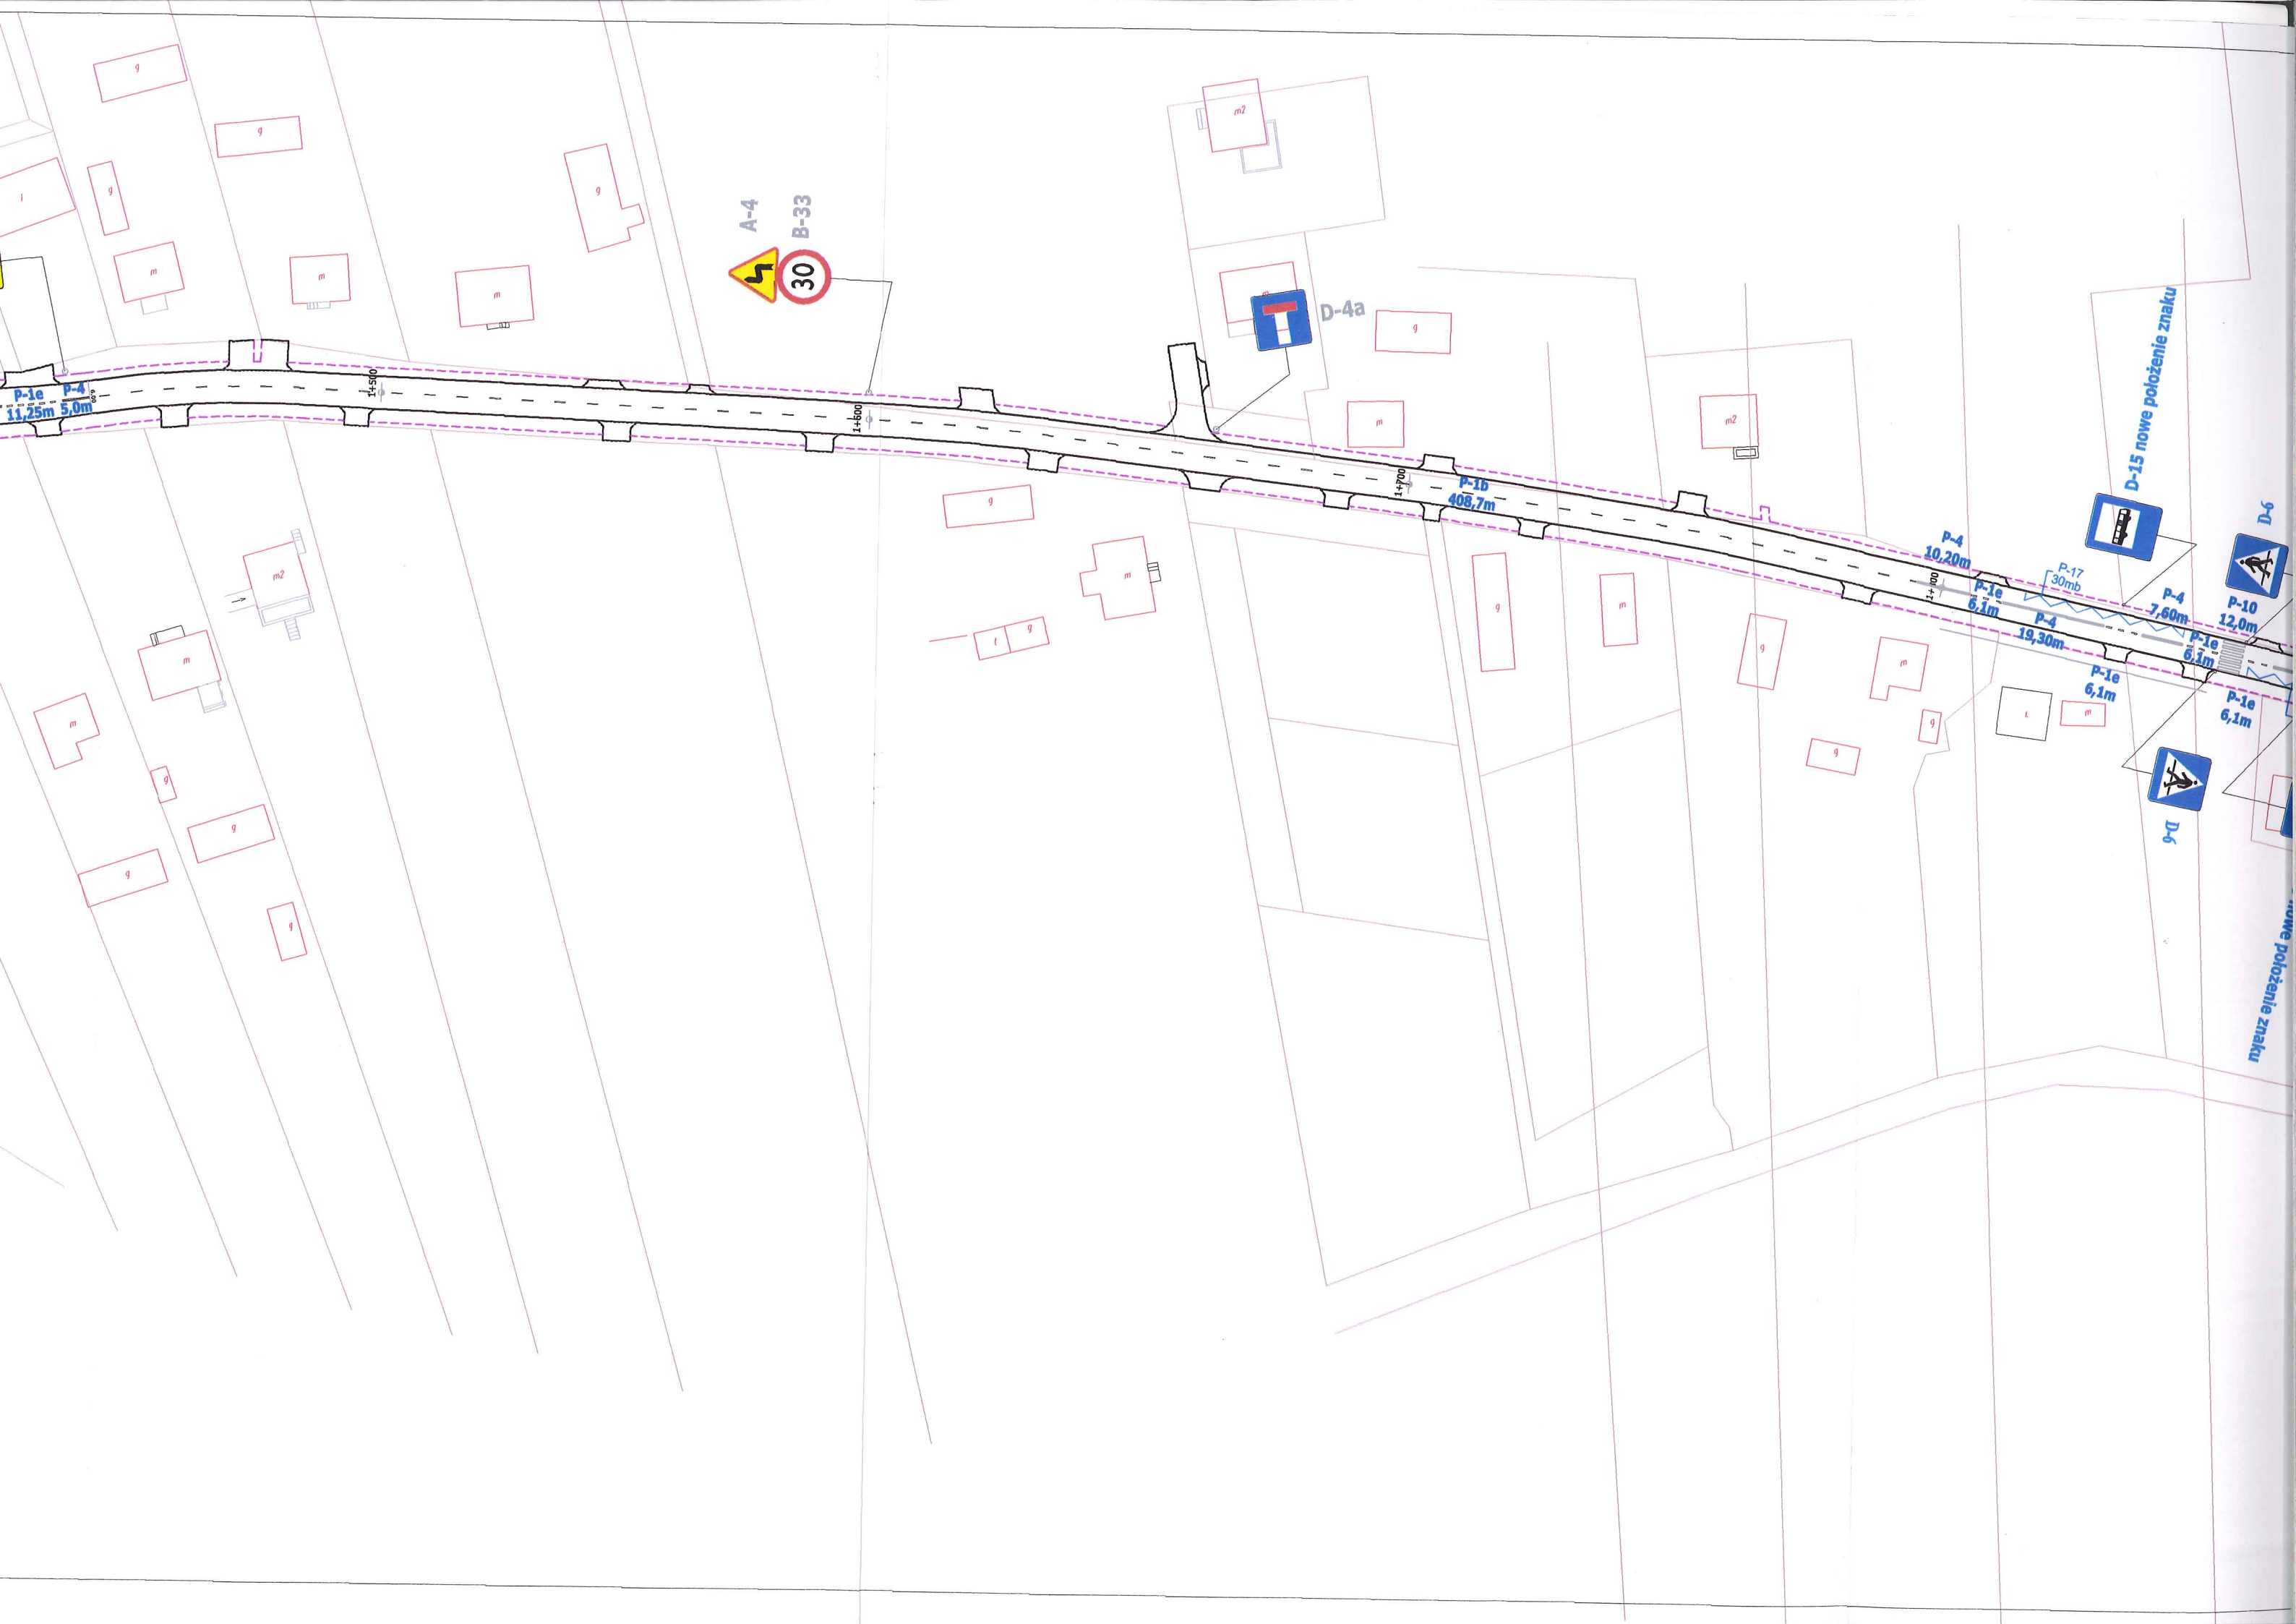 g
g
g
g
l
m
m
m
A-4
B-33
30
m2
D-4a
g
m
m2
D-15 nowe położenie znaku
D-6
P-1e
11,25m
P-4
5,0m
1+500
1+600
1+700
P-1b
408,7m
P-4
10,20m
P-17
30mb
P-1e
6,1m
P-4
19,30m
P-4
7,60m
P-10
12,0m
P-1e
6,1m
P-1e
6,1m
P-1e
6,1m
D-6
nowe położenie znaku
m2
m
m
g
g
g
g
g
m
t
g
g
m
g
m
g
g
t
m